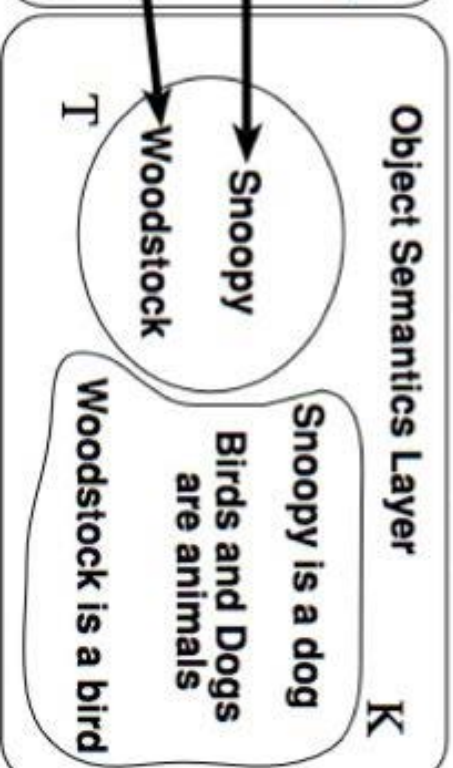 Object Semantics Layer
K
Snoopy
Woodstock
T
Snoopy is a dog
Birds and Dogs
are animals
Woodstock is a bird